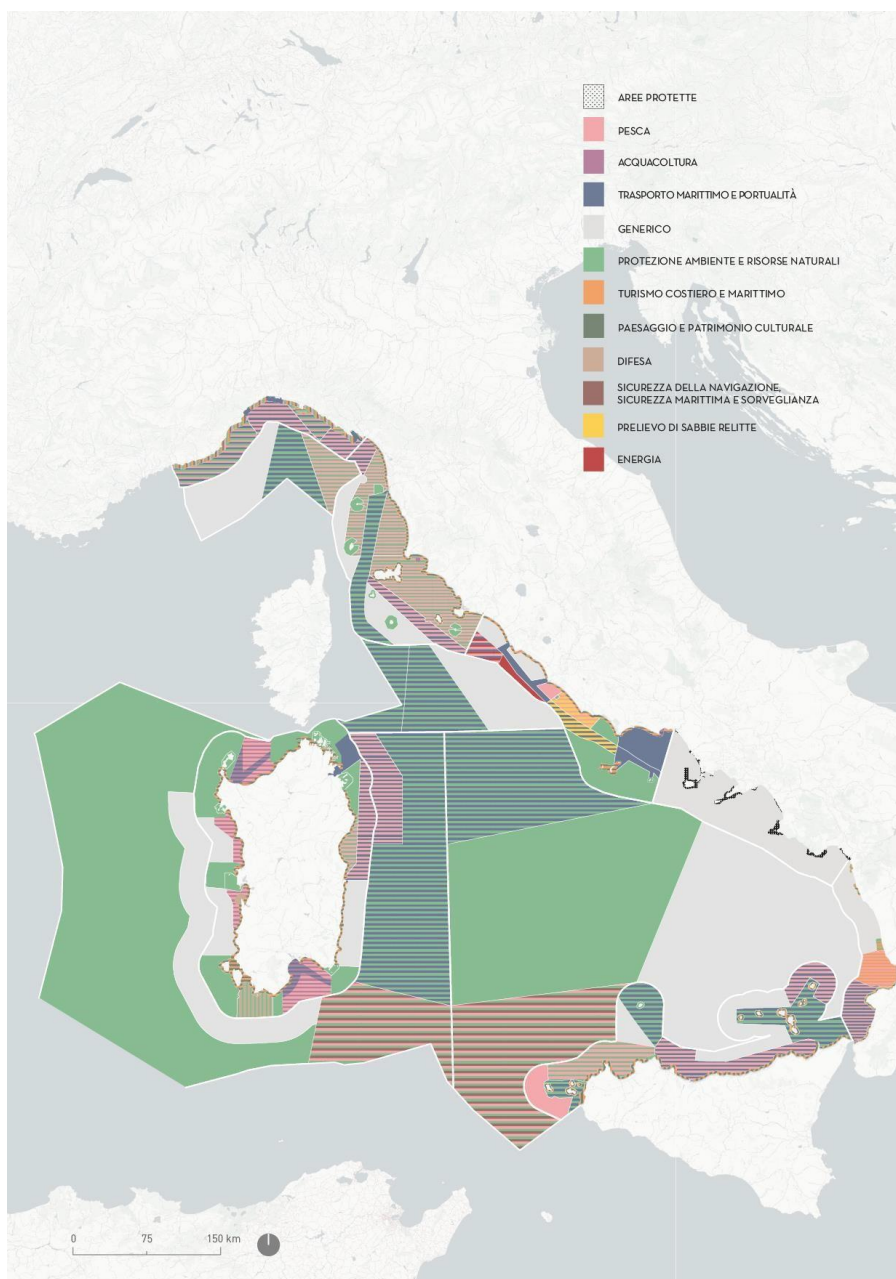 AREE PROTETTE
PESCA
ACQUACOLTURA
TRASPORTO MARITTIMO E PORTUALITÀ
GENERICO
PROTEZIONE AMBIENTE E RISORSE NATURALI
TURISMO COSTIERO E MARITTIMO
PAESAGGIO E PATRIMONIO CULTURALE
DIFESA
SICUREZZA DELLA NAVIGAZIONE,
SICUREZZA MARITTIMA E SORVEGLIANZA
PRELIEVO DI SABBIE RELITTE
ENERGIA
0 75 150 km